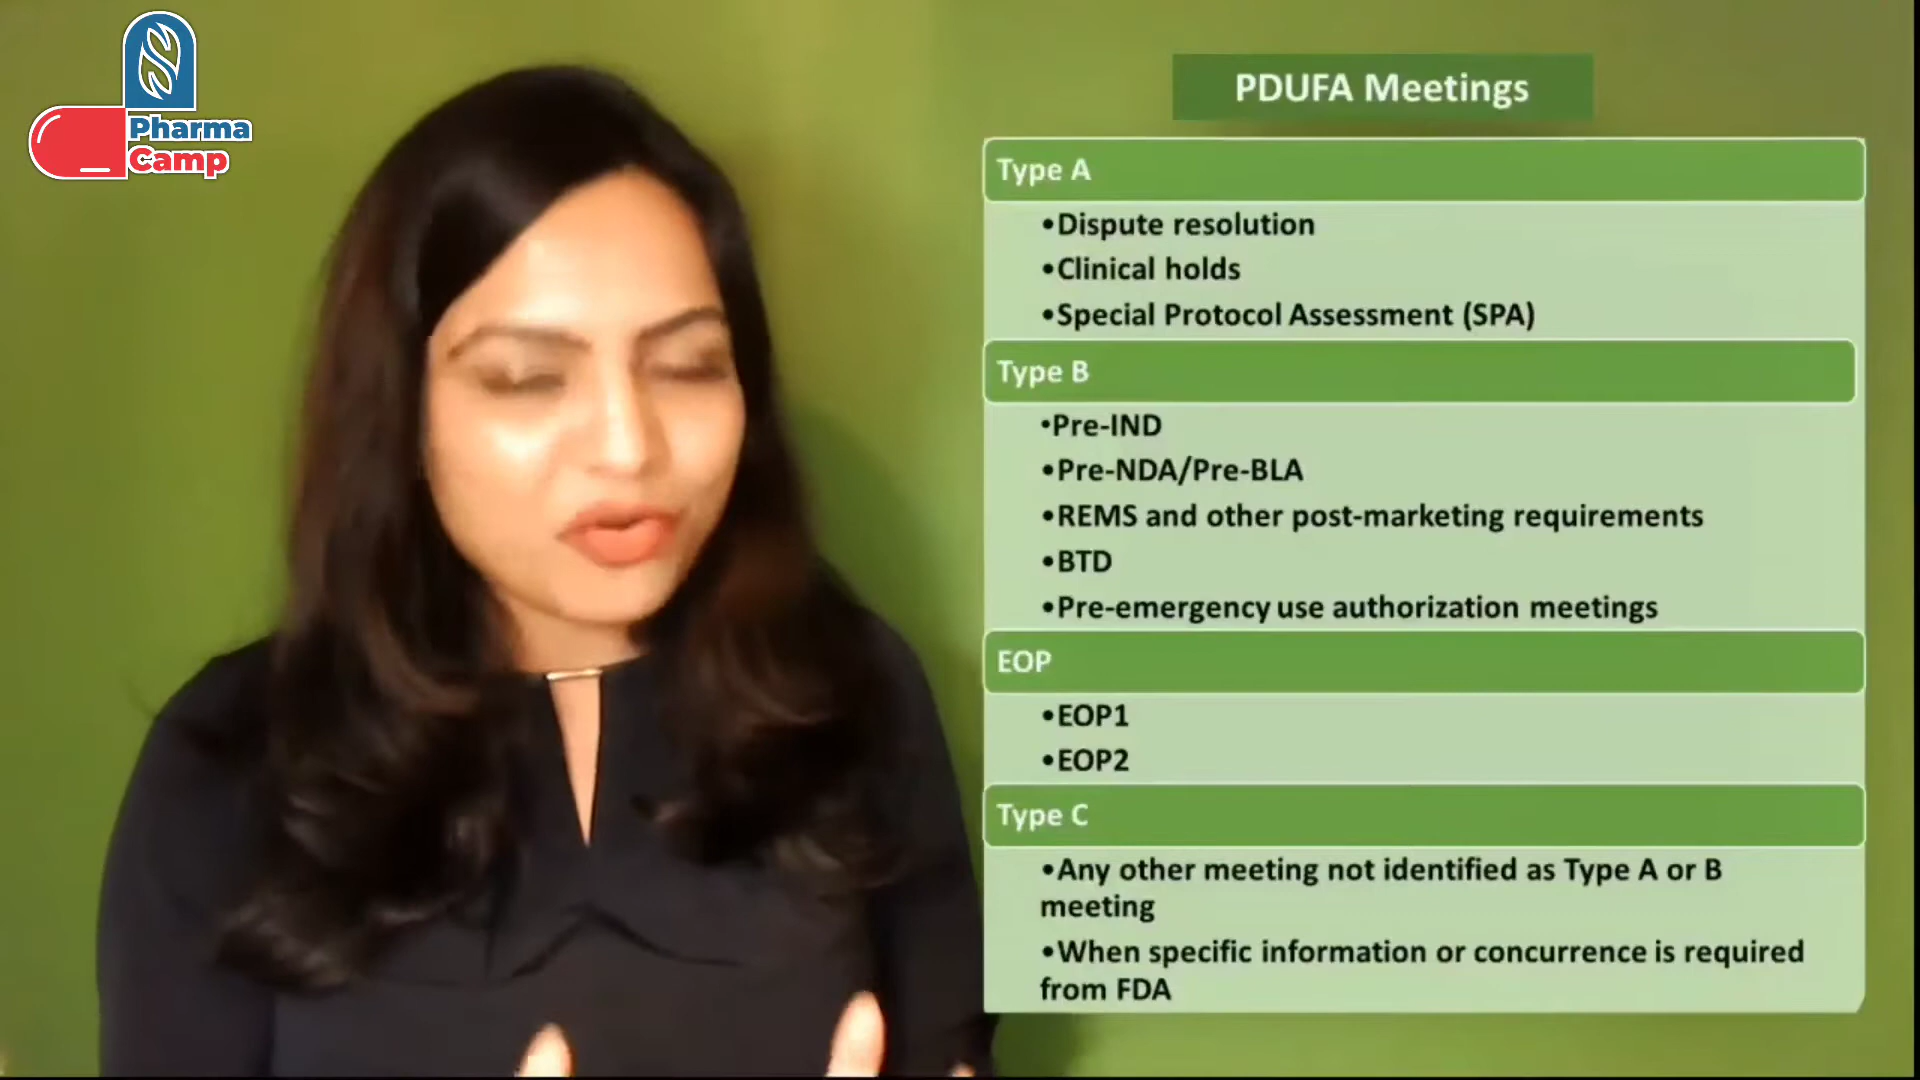 Pharma
Camp
PDUFA Meetings
Type A
•Dispute resolution
•Clinical holds
•Special Protocol Assessment (SPA)
Type B
•Pre-IND
•Pre-NDA/Pre-BLA
•REMS and other post-marketing requirements
•BTD
•Pre-emergency use authorization meetings
EOP
•EOP1
•EOP2
Type C
•Any other meeting not identified as Type A or B
meeting
•When specific information or concurrence is required
from FDA